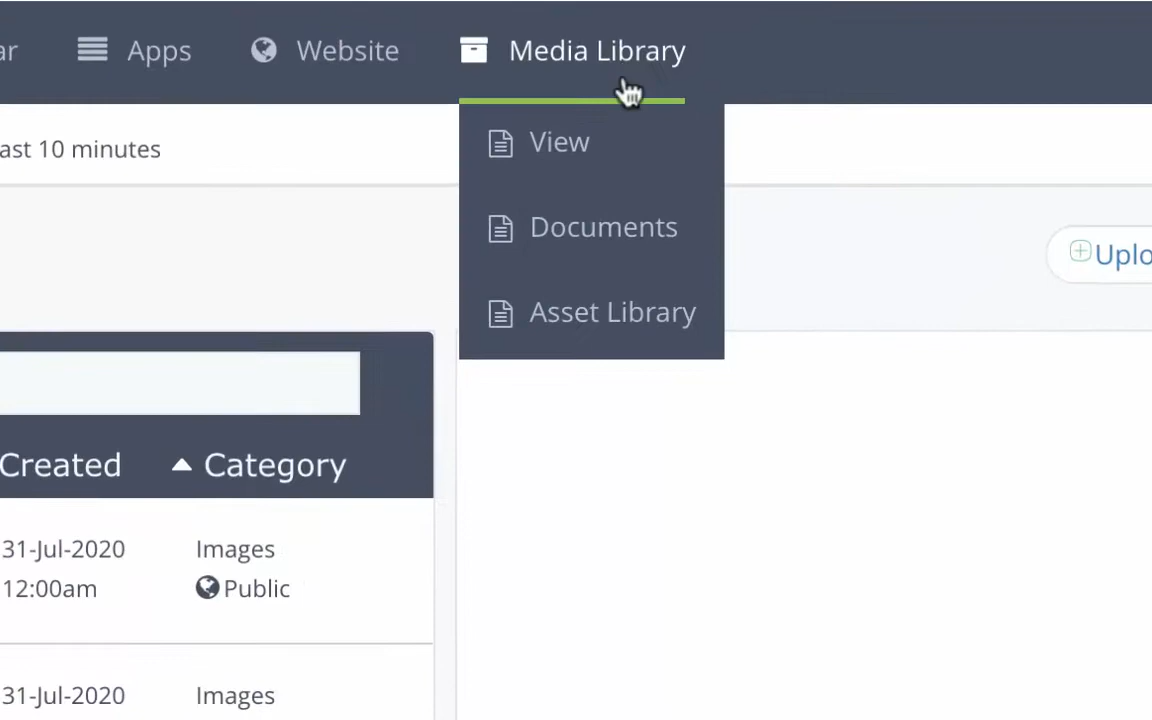 Apps Website Media Library
ast 10 minutes
View
Documents
Uplo
Asset Library
Created Category
31-Jul-2020 Images
12:00am Public
31-Jul-2020 Images